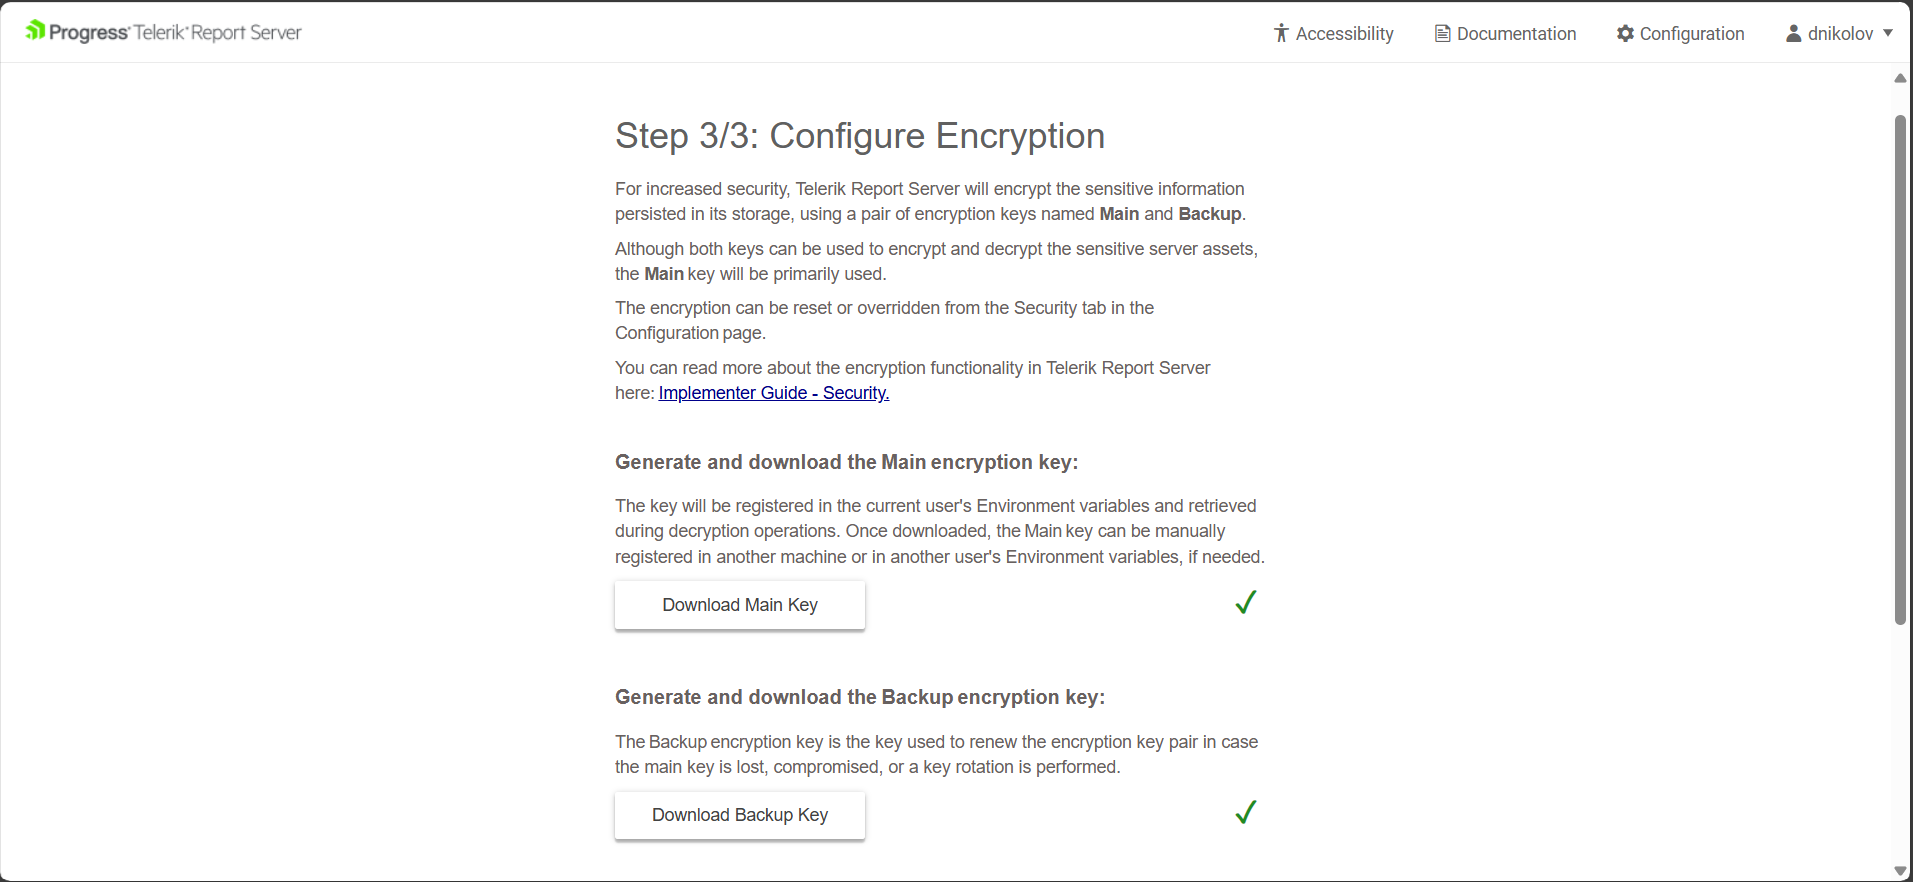 Progress® Telerik® Report Server
Accessibility
Documentation
Configuration
dnikolov
Step 3/3: Configure Encryption
For increased security, Telerik Report Server will encrypt the sensitive information
persisted in its storage, using a pair of encryption keys named Main and Backup.
Although both keys can be used to encrypt and decrypt the sensitive server assets,
the Main key will be primarily used.
The encryption can be reset or overridden from the Security tab in the
Configuration page.
You can read more about the encryption functionality in Telerik Report Server
here: Implementer Guide - Security.
Generate and download the Main encryption key:
The key will be registered in the current user's Environment variables and retrieved
during decryption operations. Once downloaded, the Main key can be manually
registered in another machine or in another user's Environment variables, if needed.
Download Main Key
Generate and download the Backup encryption key:
The Backup encryption key is the key used to renew the encryption key pair in case
the main key is lost, compromised, or a key rotation is performed.
Download Backup Key